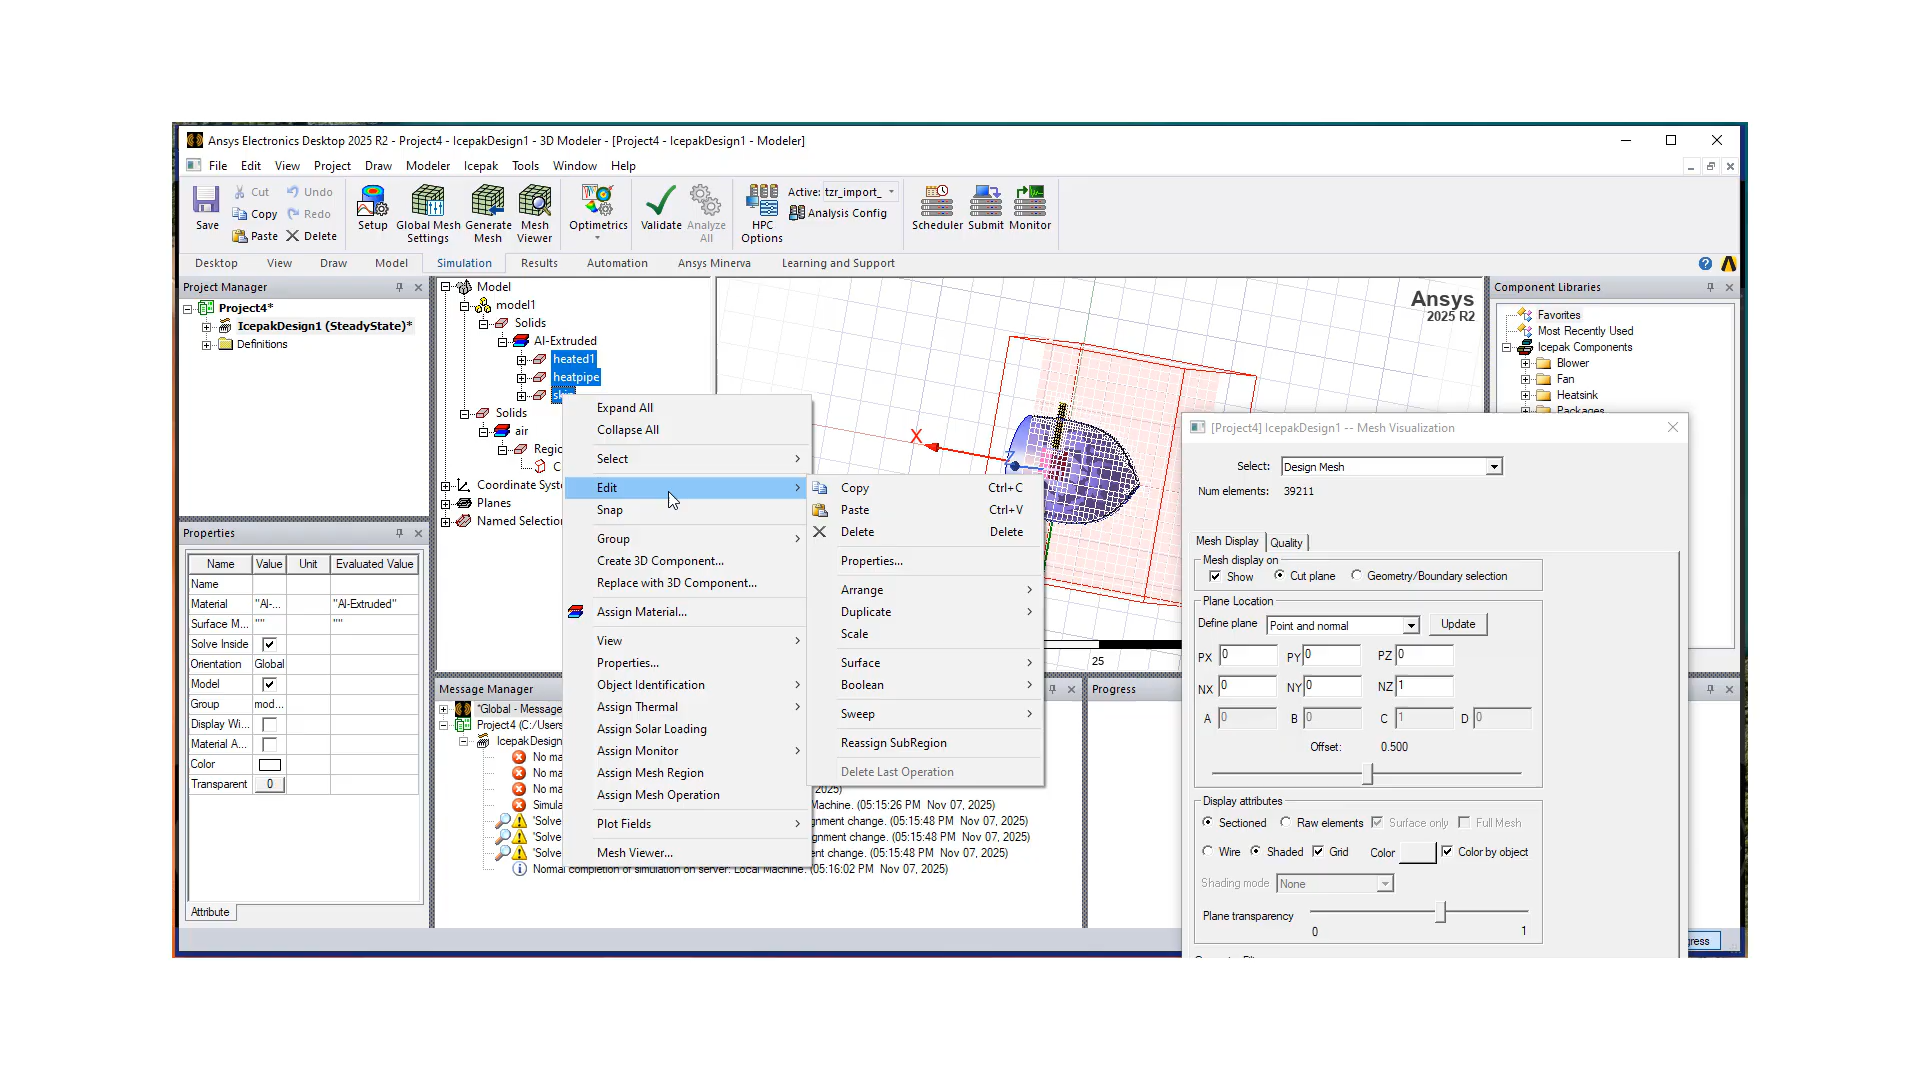 Ansys Electronics Desktop 2025 R2 - Project4 - IcepakDesign1 - 3D Modeler - [Project4 - IcepakDesign1 - Modeler]
File Edit View Project Draw Modeler Icepak Tools Window Help
Save
Cut
Copy
Paste
Undo
Redo
Delete
Setup
Global Mesh Settings
Generate Mesh
Mesh Viewer
Optimetrics
Validate
Analyze All
HPC Options
Active: tzr_import_
Analysis Config
Scheduler
Submit
Monitor
Desktop View Draw Model Simulation Results Automation Ansys Minerva Learning and Support
Project Manager
Project4*
IcepakDesign1 (SteadyState)*
Definitions
Properties
Name Value Unit Evaluated Value
Name
Material "Al-... "Al-Extruded"
Surface M... "" ""
Solve Inside
Orientation Global
Model
Group mod...
Display Wi...
Material A...
Color
Transparent 0
Attribute
Model
model1
Solids
Al-Extruded
heated1
heatpipe
Solids
air
Coordinate Syst
Planes
Named Selection
Expand All
Collapse All
Select
Edit
Snap
Group
Create 3D Component...
Replace with 3D Component...
Assign Material...
View
Properties...
Object Identification
Assign Thermal
Assign Solar Loading
Assign Monitor
Assign Mesh Region
Assign Mesh Operation
Plot Fields
Mesh Viewer...
Copy Ctrl+C
Paste Ctrl+V
Delete Delete
Properties...
Arrange
Duplicate
Scale
Surface
Boolean
Sweep
Reassign SubRegion
Delete Last Operation
Ansys
2025 R2
X
Z
25
Message Manager
*Global - Message
Project4 (C:/Users
IcepakDesign
No ma
No ma
No ma 2025)
Simula Machine. (05:15:26 PM Nov 07, 2025)
'Solve gnment change. (05:15:48 PM Nov 07, 2025)
'Solve gnment change. (05:15:48 PM Nov 07, 2025)
'Solve ent change. (05:15:48 PM Nov 07, 2025)
Normal completion of simulation on server: Local Machine. (05:16:02 PM Nov 07, 2025)
Progress
Component Libraries
Favorites
Most Recently Used
Icepak Components
Blower
Fan
Heatsink
Packages
[Project4] IcepakDesign1 -- Mesh Visualization
Select: Design Mesh
Num elements: 39211
Mesh Display Quality
Mesh display on
Show Cut plane Geometry/Boundary selection
Plane Location
Define plane Point and normal Update
PX 0 PY 0 PZ 0
NX 0 NY 0 NZ 1
A 0 B 0 C 1 D 0
Offset: 0.500
Display attributes
Sectioned Raw elements Surface only Full Mesh
Wire Shaded Grid Color Color by object
Shading mode None
Plane transparency
0 1
gress